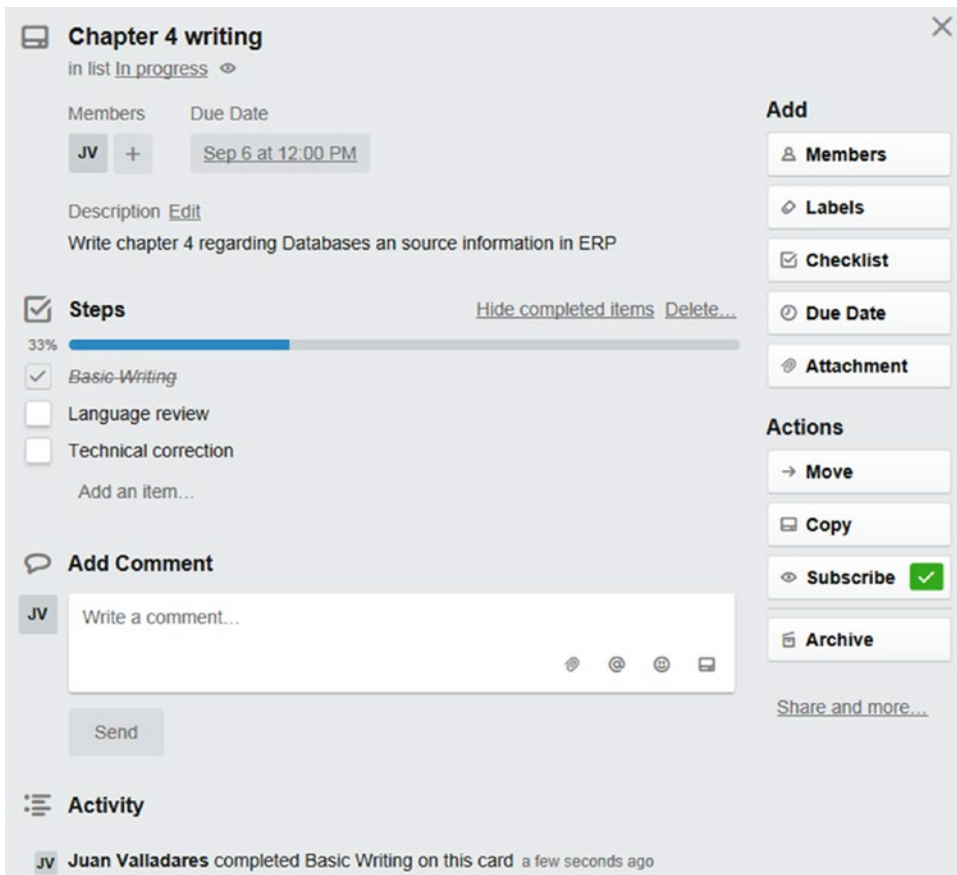 Chapter 4 writing
in list In progress
Members Due Date
JV + Sep 6 at 12:00 PM
Description Edit
Write chapter 4 regarding Databases an source information in ERP
Steps Hide completed items Delete...
33%
Basic Writing
Language review
Technical correction
Add an item...
Add Comment
JV
Write a comment...
@
Send
Activity
JV Juan Valladares completed Basic Writing on this card a few seconds ago
Add
Members
Labels
Checklist
Due Date
Attachment
Actions
Move
Copy
Subscribe
Archive
Share and more...